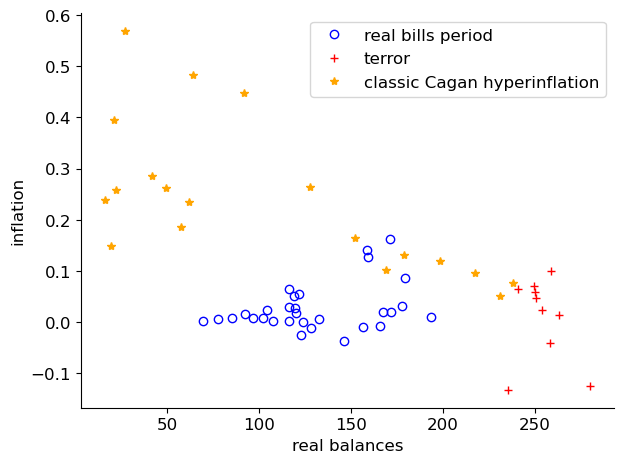 0.6
real bills period
terror
classic Cagan hyperinflation
0.5
0.4
0.3
0.2
0.1
0.0
−0.1
inflation
50 100 150 200 250
real balances